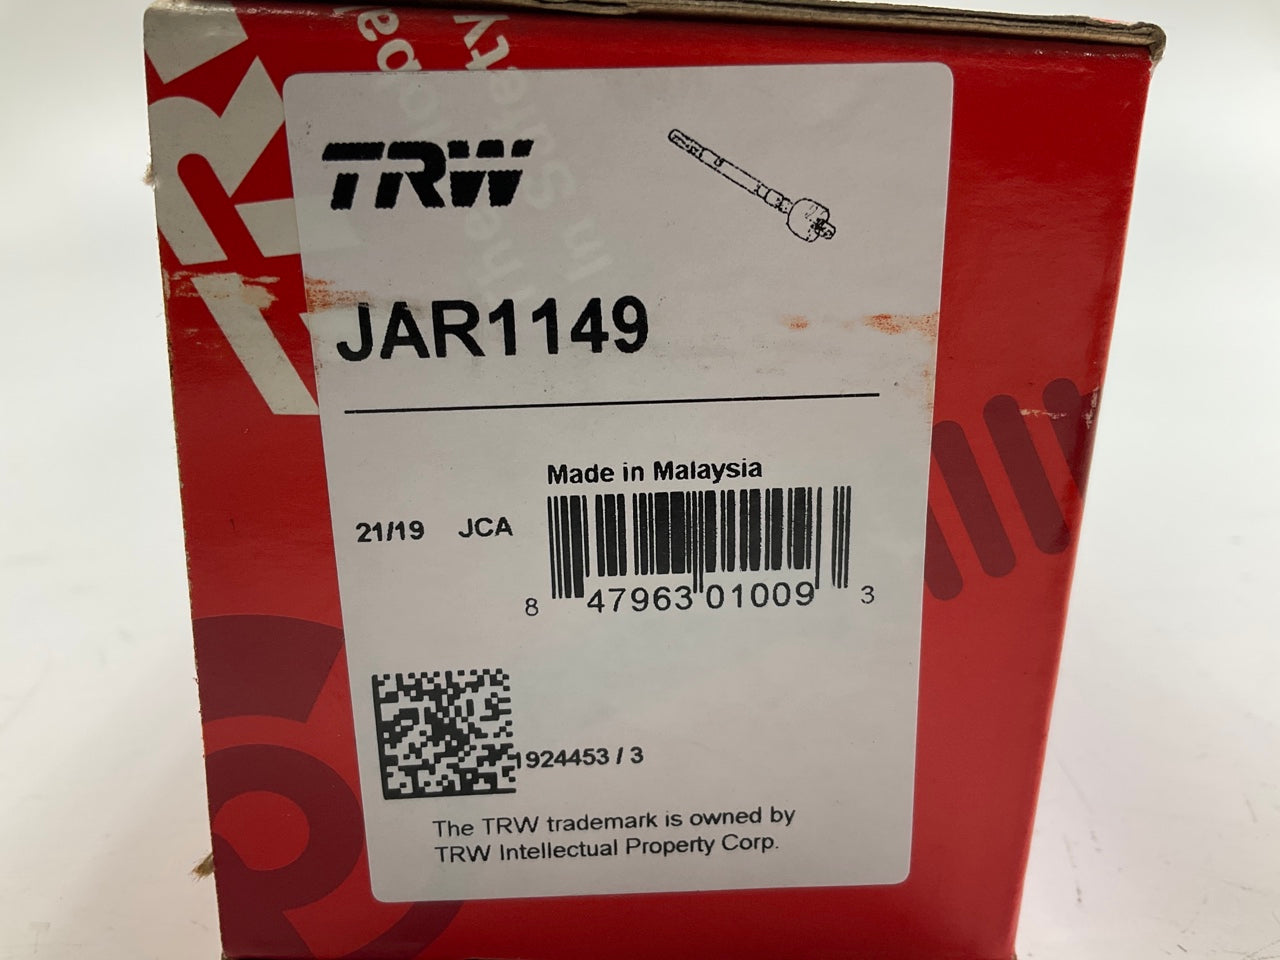 TRW
JAR1149
Made in Malaysia
21/19 JCA
8 47963 01009 3
1924453 / 3
The TRW trademark is owned by
TRW Intellectual Property Corp.